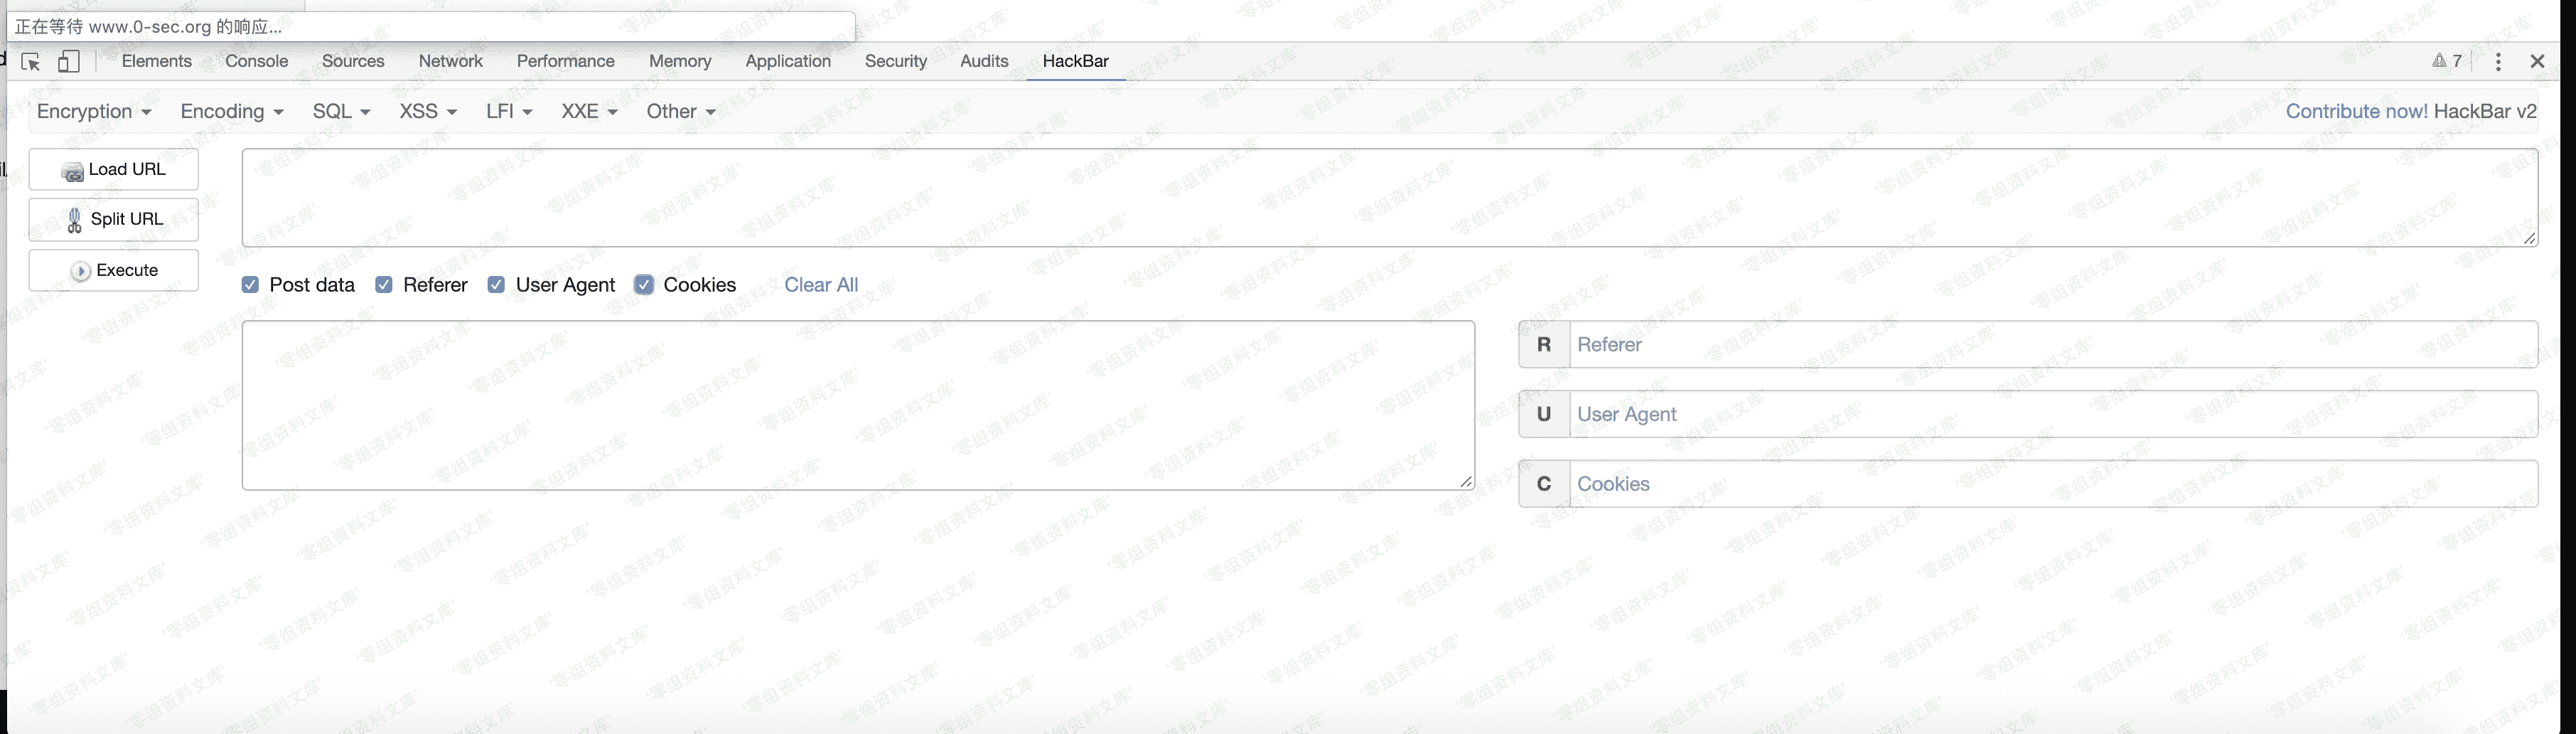 正在等待 www.0-sec.org 的响应...
Elements Console Sources Network Performance Memory Application Security Audits HackBar 7
Encryption Encoding SQL XSS LFI XXE Other Contribute now! HackBar v2
Load URL
Split URL
Execute
Post data Referer User Agent Cookies Clear All
R Referer
U User Agent
C Cookies
零组资料文库